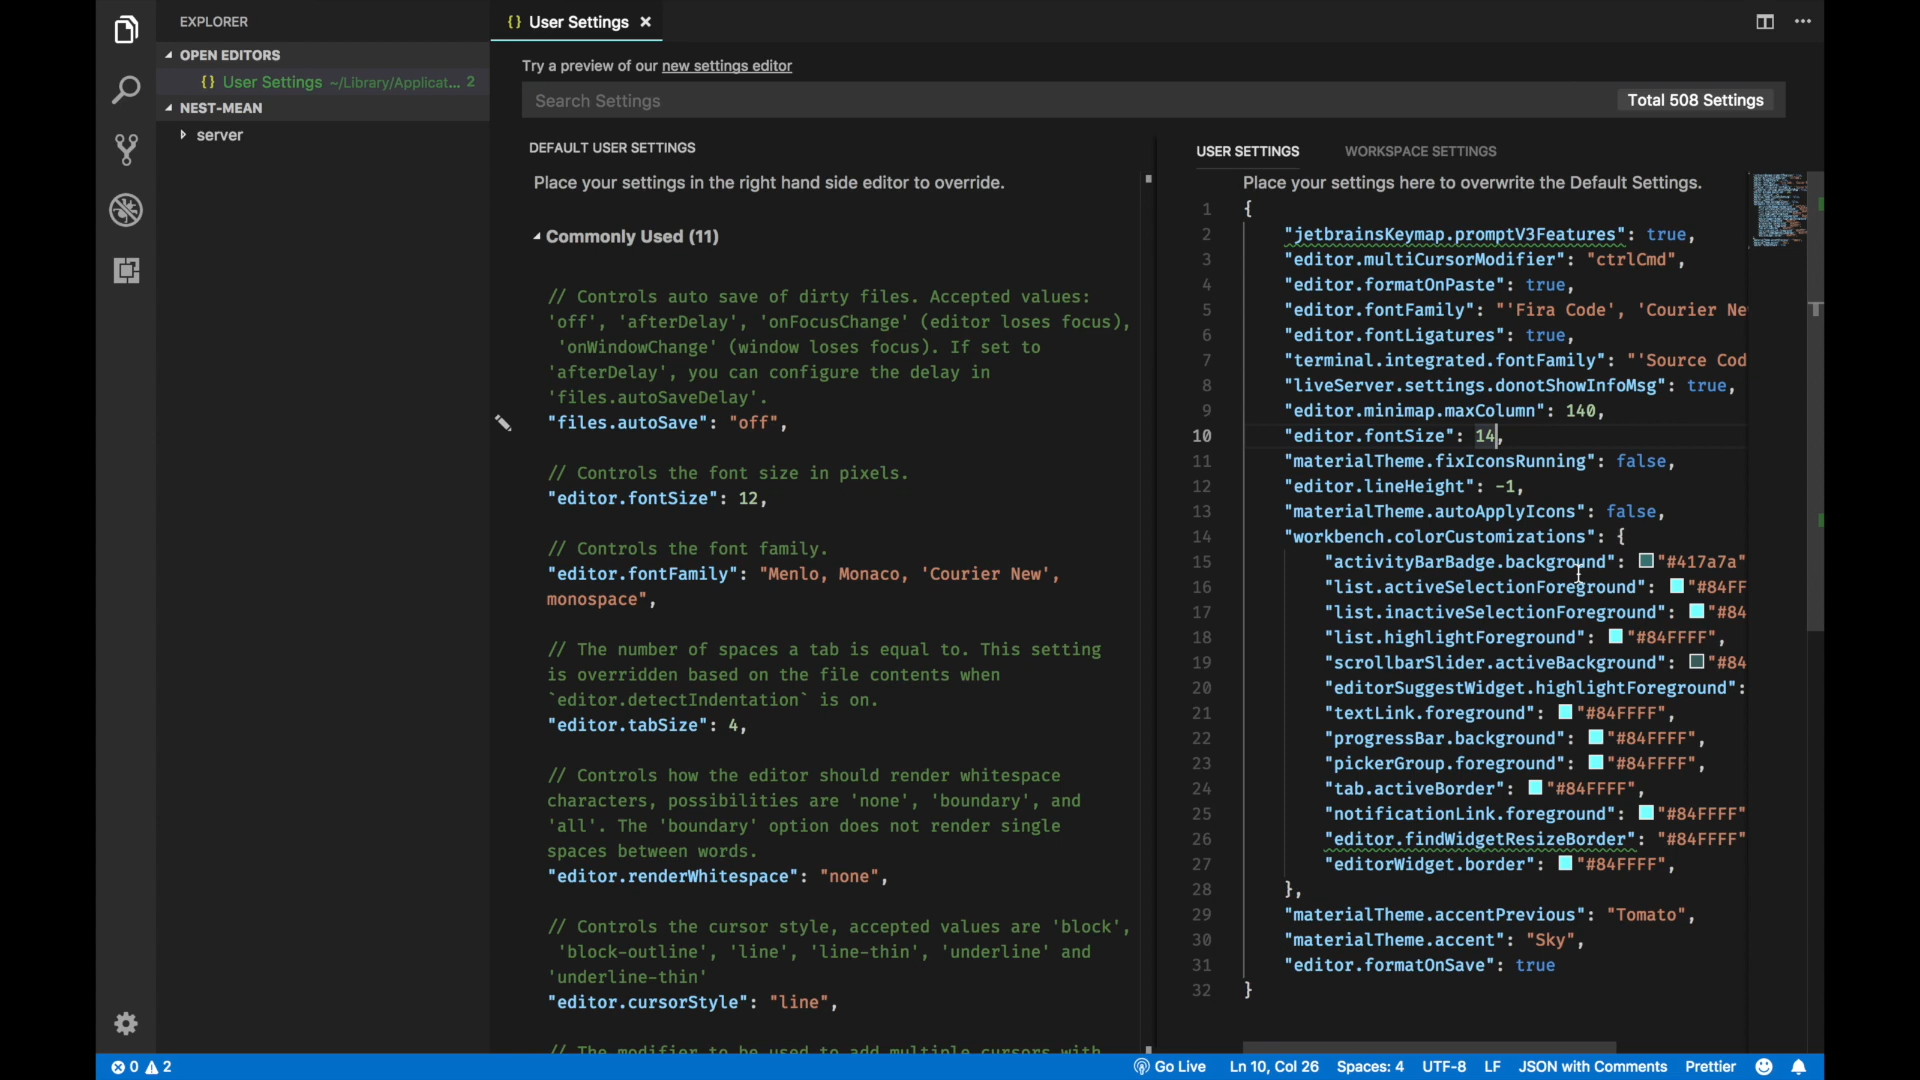 EXPLORER
OPEN EDITORS
{} User Settings ~/Library/Applicat... 2
NEST-MEAN
server
{} User Settings ×
Try a preview of our new settings editor
Search Settings
Total 508 Settings
DEFAULT USER SETTINGS
Place your settings in the right hand side editor to override.
Commonly Used (11)
// Controls auto save of dirty files. Accepted values:
'off', 'afterDelay', 'onFocusChange' (editor loses focus),
'onWindowChange' (window loses focus). If set to
'afterDelay', you can configure the delay in
'files.autoSaveDelay'.
"files.autoSave": "off",
// Controls the font size in pixels.
"editor.fontSize": 12,
// Controls the font family.
"editor.fontFamily": "Menlo, Monaco, 'Courier New',
monospace",
// The number of spaces a tab is equal to. This setting
is overridden based on the file contents when
`editor.detectIndentation` is on.
"editor.tabSize": 4,
// Controls how the editor should render whitespace
characters, possibilities are 'none', 'boundary', and
'all'. The 'boundary' option does not render single
spaces between words.
"editor.renderWhitespace": "none",
// Controls the cursor style, accepted values are 'block',
'block-outline', 'line', 'line-thin', 'underline' and
'underline-thin'
"editor.cursorStyle": "line",
// The modifier to be used to add multiple cursors with
USER SETTINGS
WORKSPACE SETTINGS
Place your settings here to overwrite the Default Settings.
1 {
2 "jetbrainsKeymap.promptV3Features": true,
3 "editor.multiCursorModifier": "ctrlCmd",
4 "editor.formatOnPaste": true,
5 "editor.fontFamily": "'Fira Code', 'Courier Ne
6 "editor.fontLigatures": true,
7 "terminal.integrated.fontFamily": "'Source Cod
8 "liveServer.settings.donotShowInfoMsg": true,
9 "editor.minimap.maxColumn": 140,
10 "editor.fontSize": 14,
11 "materialTheme.fixIconsRunning": false,
12 "editor.lineHeight": -1,
13 "materialTheme.autoApplyIcons": false,
14 "workbench.colorCustomizations": {
15 "activityBarBadge.background": "#417a7a"
16 "list.activeSelectionForeground": "#84FF
17 "list.inactiveSelectionForeground": "#84
18 "list.highlightForeground": "#84FFFF",
19 "scrollbarSlider.activeBackground": "#84
20 "editorSuggestWidget.highlightForeground":
21 "textLink.foreground": "#84FFFF",
22 "progressBar.background": "#84FFFF",
23 "pickerGroup.foreground": "#84FFFF",
24 "tab.activeBorder": "#84FFFF",
25 "notificationLink.foreground": "#84FFFF"
26 "editor.findWidgetResizeBorder": "#84FFFF"
27 "editorWidget.border": "#84FFFF",
28 },
29 "materialTheme.accentPrevious": "Tomato",
30 "materialTheme.accent": "Sky",
31 "editor.formatOnSave": true
32 }
0 2
Go Live
Ln 10, Col 26
Spaces: 4
UTF-8
LF
JSON with Comments
Prettier